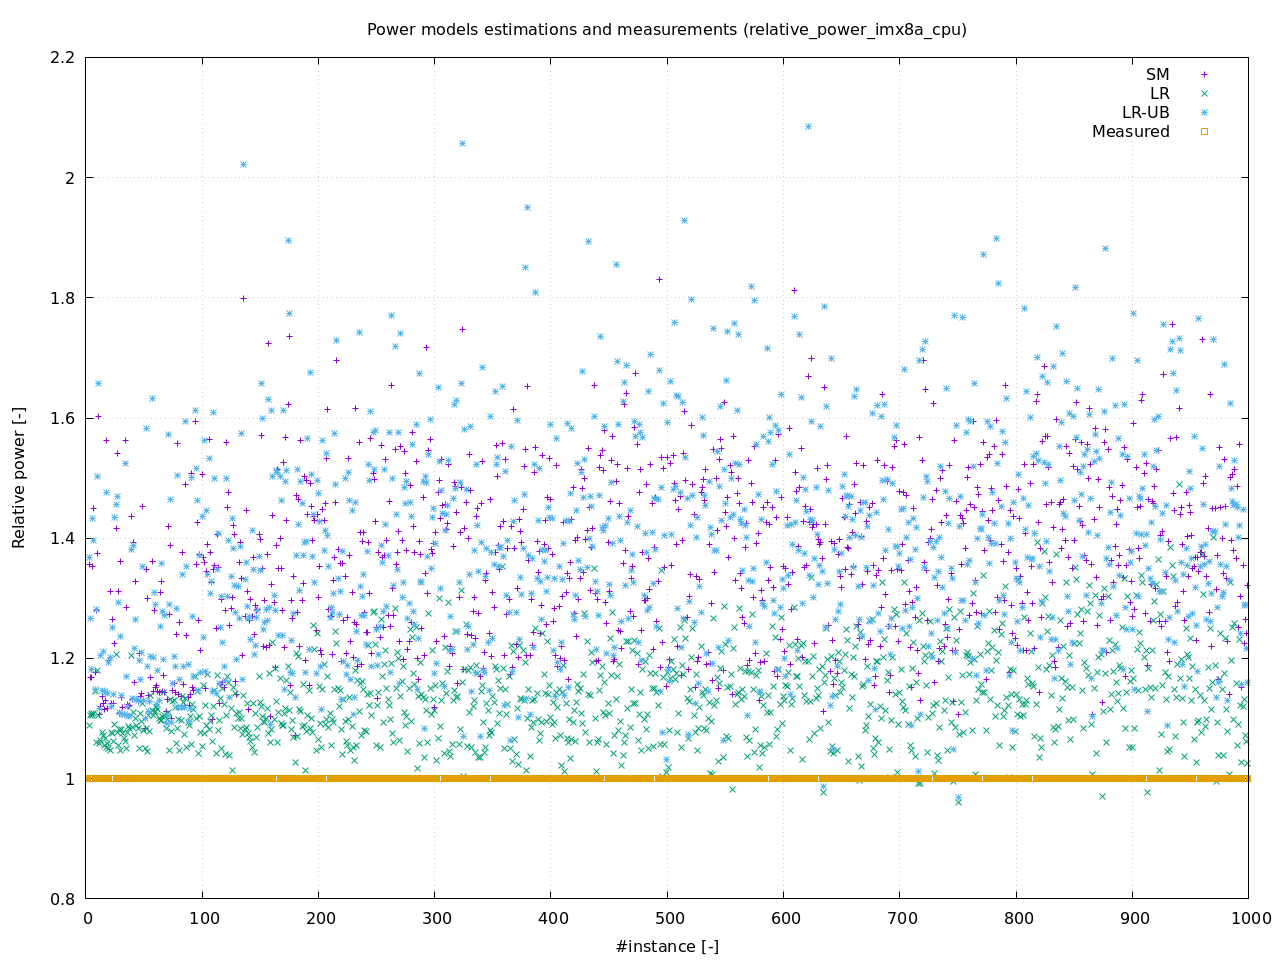 Power models estimations and measurements (relative_power_imx8a_cpu)
SM
LR
LR-UB
Measured
Relative power [-]
2.2
2
1.8
1.6
1.4
1.2
1
0.8
0 100 200 300 400 500 600 700 800 900 1000
#instance [-]